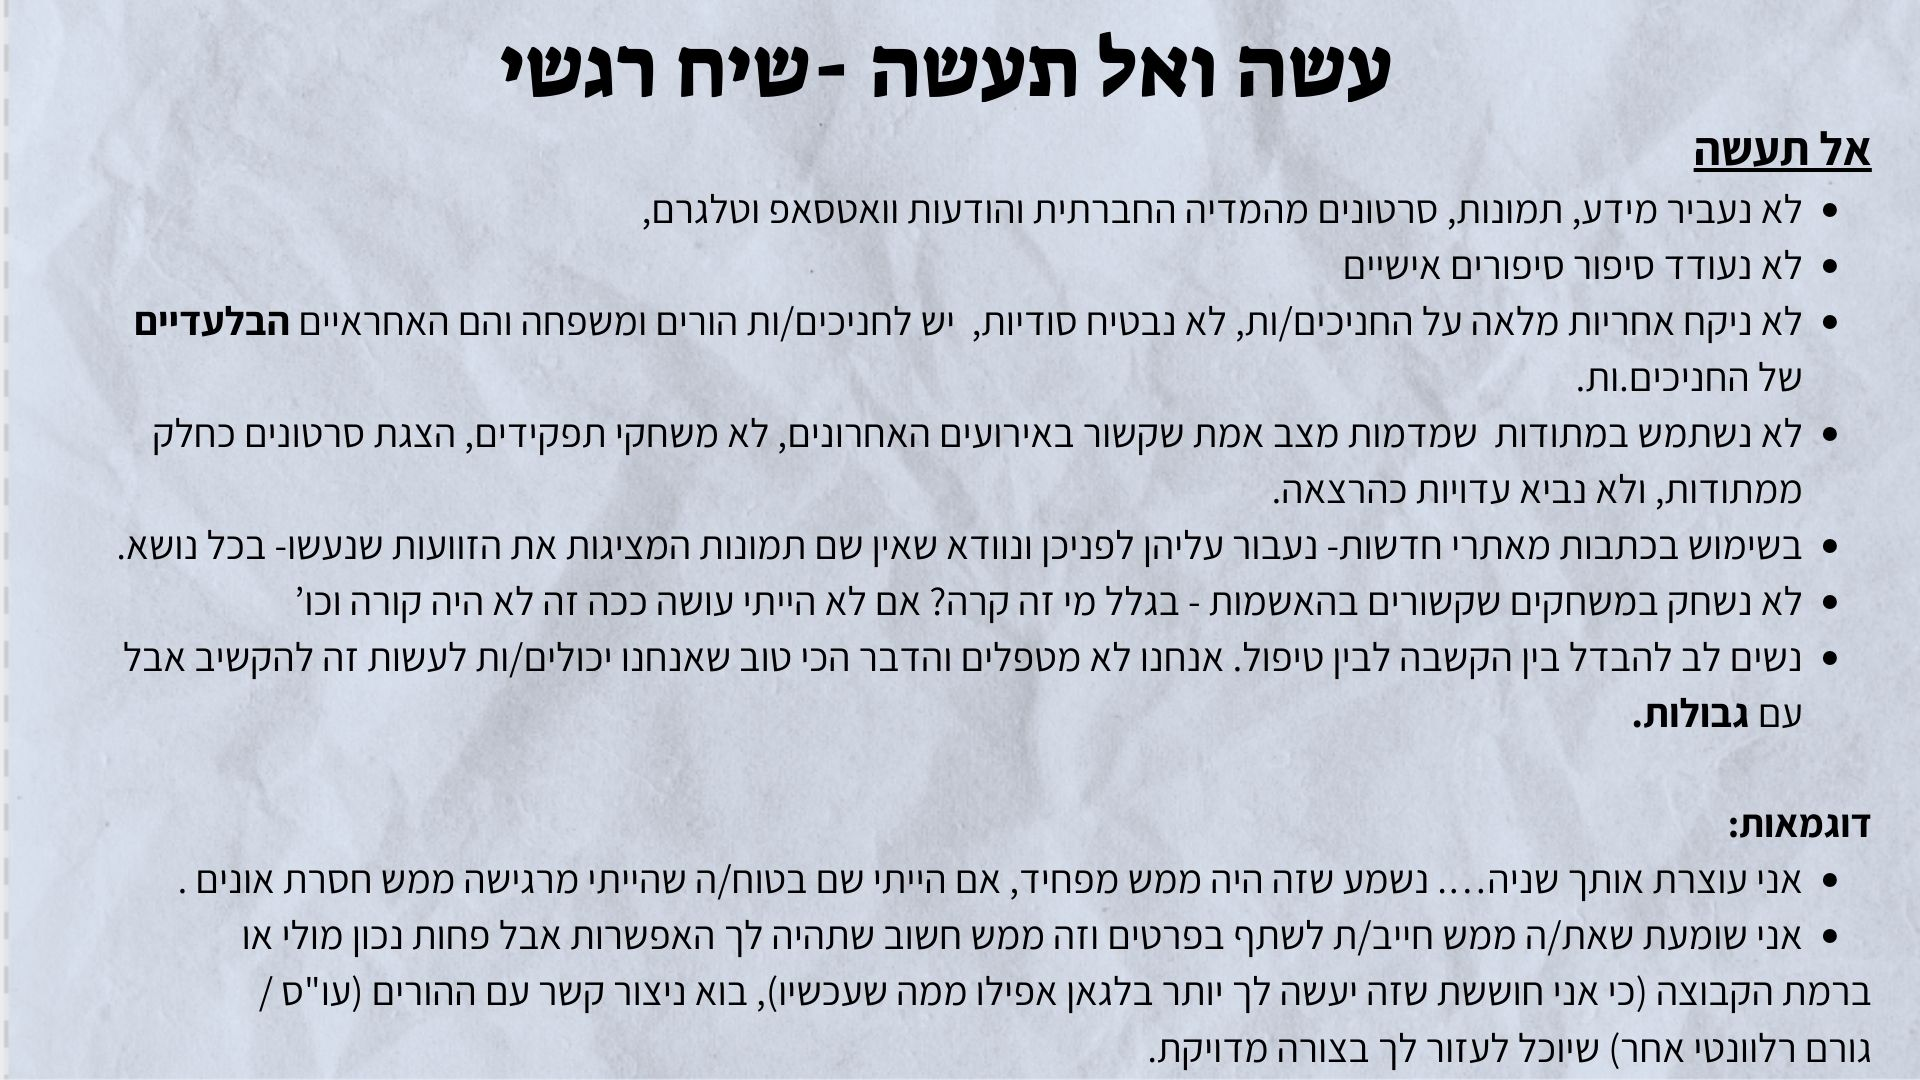 עשה ואל תעשה -שיח רגשי
אל תעשה
• לא נעביר מידע, תמונות, סרטונים מהמדיה החברתית והודעות וואטסאפ וטלגרם,
• לא נעודד סיפור סיפורים אישיים
• לא ניקח אחריות מלאה על החניכים/ות, לא נבטיח סודיות, יש לחניכים/ות הורים ומשפחה והם האחראיים הבלעדיים
של החניכים.ות.
• לא נשתמש במתודות שמדמות מצב אמת שקשור באירועים האחרונים, לא משחקי תפקידים, הצגת סרטונים כחלק
ממתודות, ולא נביא עדויות כהרצאה.
• בשימוש בכתבות מאתרי חדשות- נעבור עליהן לפניכן ונוודא שאין שם תמונות המציגות את הזוועות שנעשו- בכל נושא.
• לא נשחק במשחקים שקשורים בהאשמות - בגלל מי זה קרה? אם לא הייתי עושה ככה זה לא היה קורה וכו’
• נשים לב להבדל בין הקשבה לבין טיפול. אנחנו לא מטפלים והדבר הכי טוב שאנחנו יכולים/ות לעשות זה להקשיב אבל
עם גבולות.
דוגמאות:
• אני עוצרת אותך שניה…. נשמע שזה היה ממש מפחיד, אם הייתי שם בטוח/ה שהייתי מרגישה ממש חסרת אונים .
• אני שומעת שאת/ה ממש חייב/ת לשתף בפרטים וזה ממש חשוב שתהיה לך האפשרות אבל פחות נכון מולי או
ברמת הקבוצה (כי אני חוששת שזה יעשה לך יותר בלגאן אפילו ממה שעכשיו), בוא ניצור קשר עם ההורים (עו"ס /
גורם רלוונטי אחר) שיוכל לעזור לך בצורה מדויקת.